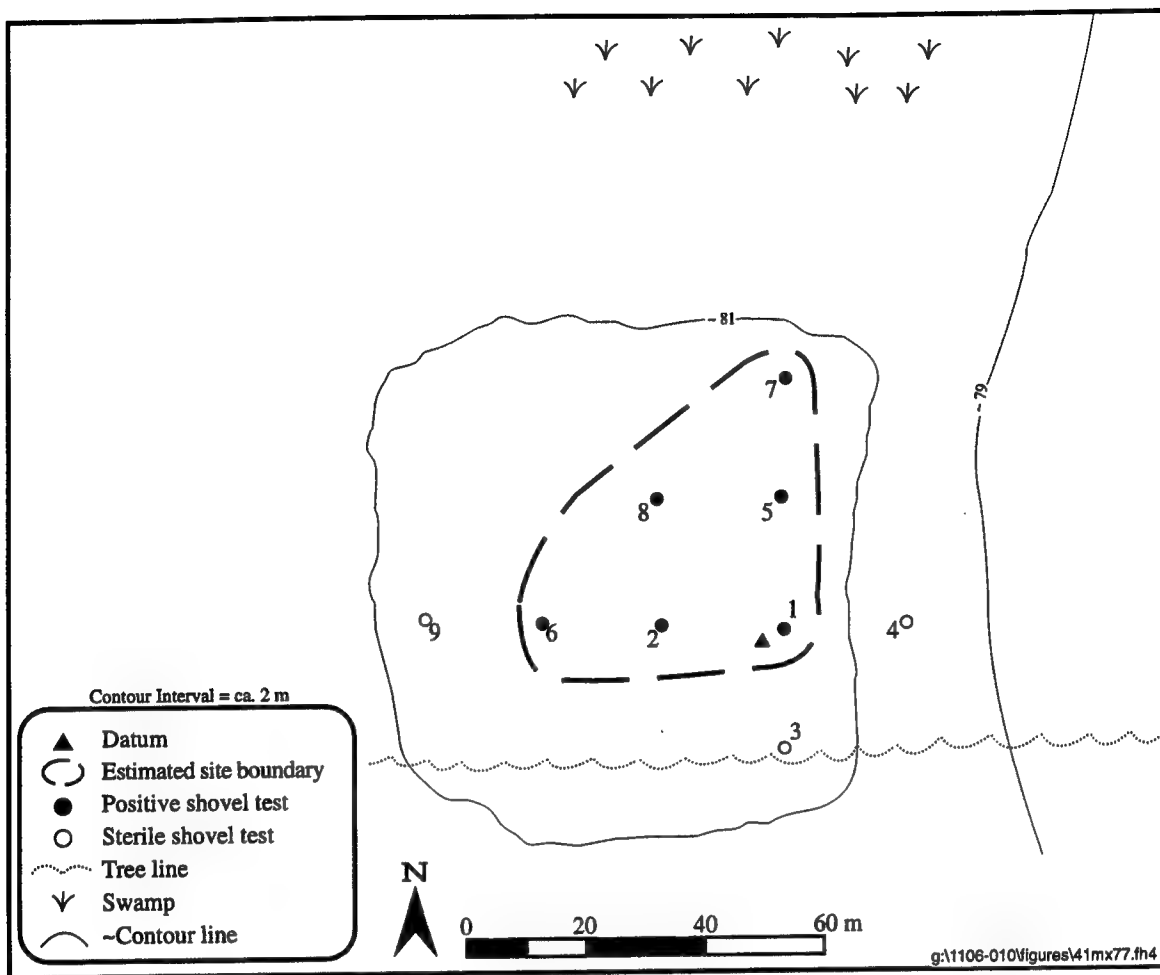 ~ 81
~ 79
7
8
5
9
6
2
1
4
3
Contour Interval = ca. 2 m
Datum
Estimated site boundary
Positive shovel test
Sterile shovel test
Tree line
Swamp
~Contour line
N
0 20 40 60 m
g:\1106-010\figures\41mx77.fh4